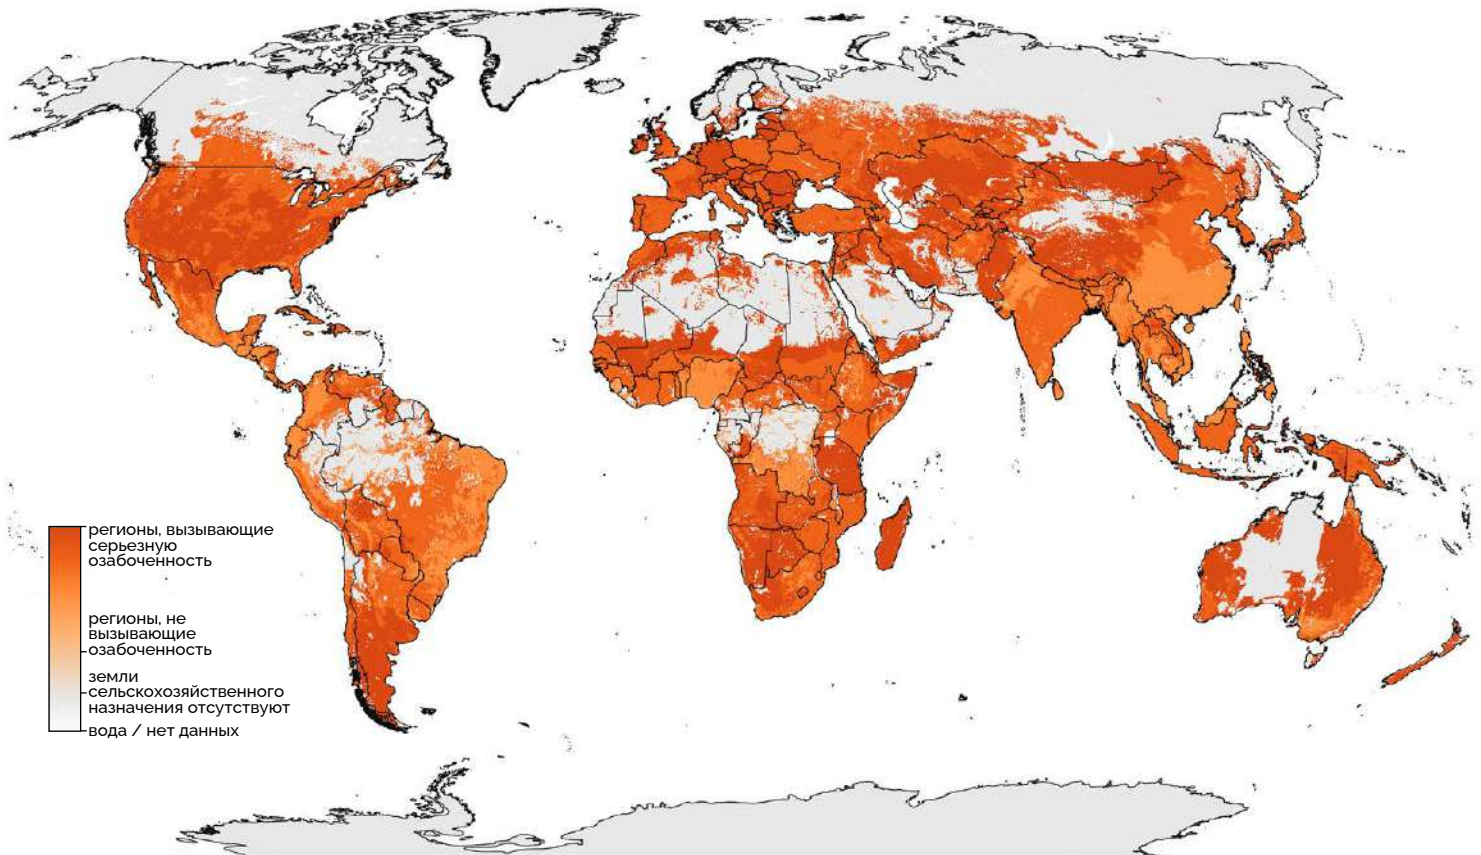 регионы, вызывающие
серьезную
озабоченность
регионы, не
вызывающие
озабоченность
земли
сельскохозяйственного
назначения отсутствуют
вода / нет данных